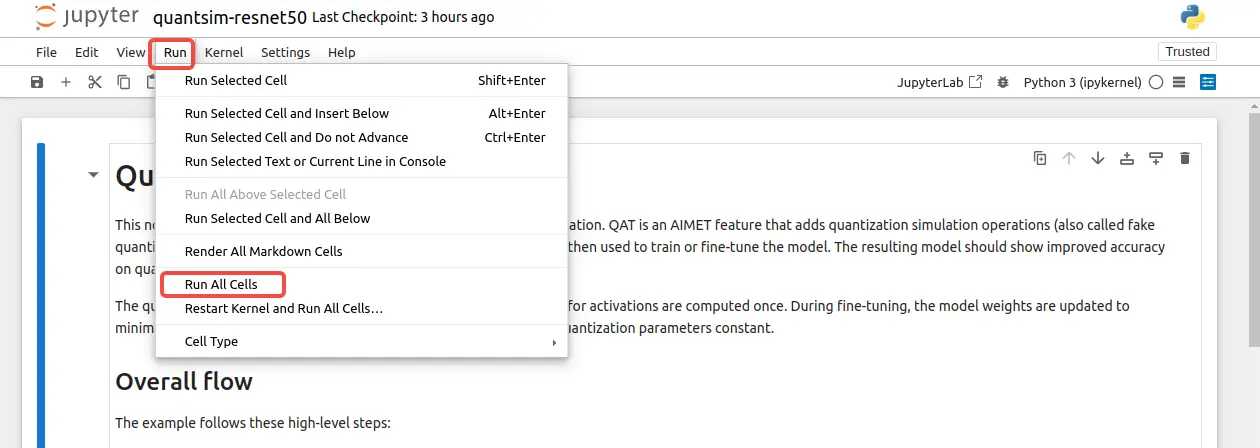 jupyter quantsim-resnet50 Last Checkpoint: 3 hours ago
File Edit View Run Kernel Settings Help Trusted
JupyterLab Python 3 (ipykernel)
Run Selected Cell Shift+Enter
Run Selected Cell and Insert Below Alt+Enter
Run Selected Cell and Do not Advance Ctrl+Enter
Run Selected Text or Current Line in Console
Run All Above Selected Cell
Run Selected Cell and All Below
Render All Markdown Cells
Run All Cells
Restart Kernel and Run All Cells…
Cell Type
Qu
This no ation. QAT is an AIMET feature that adds quantization simulation operations (also called fake
quanti then used to train or fine-tune the model. The resulting model should show improved accuracy
on qua
The qu for activations are computed once. During fine-tuning, the model weights are updated to
minim uantization parameters constant.
Overall flow
The example follows these high-level steps: